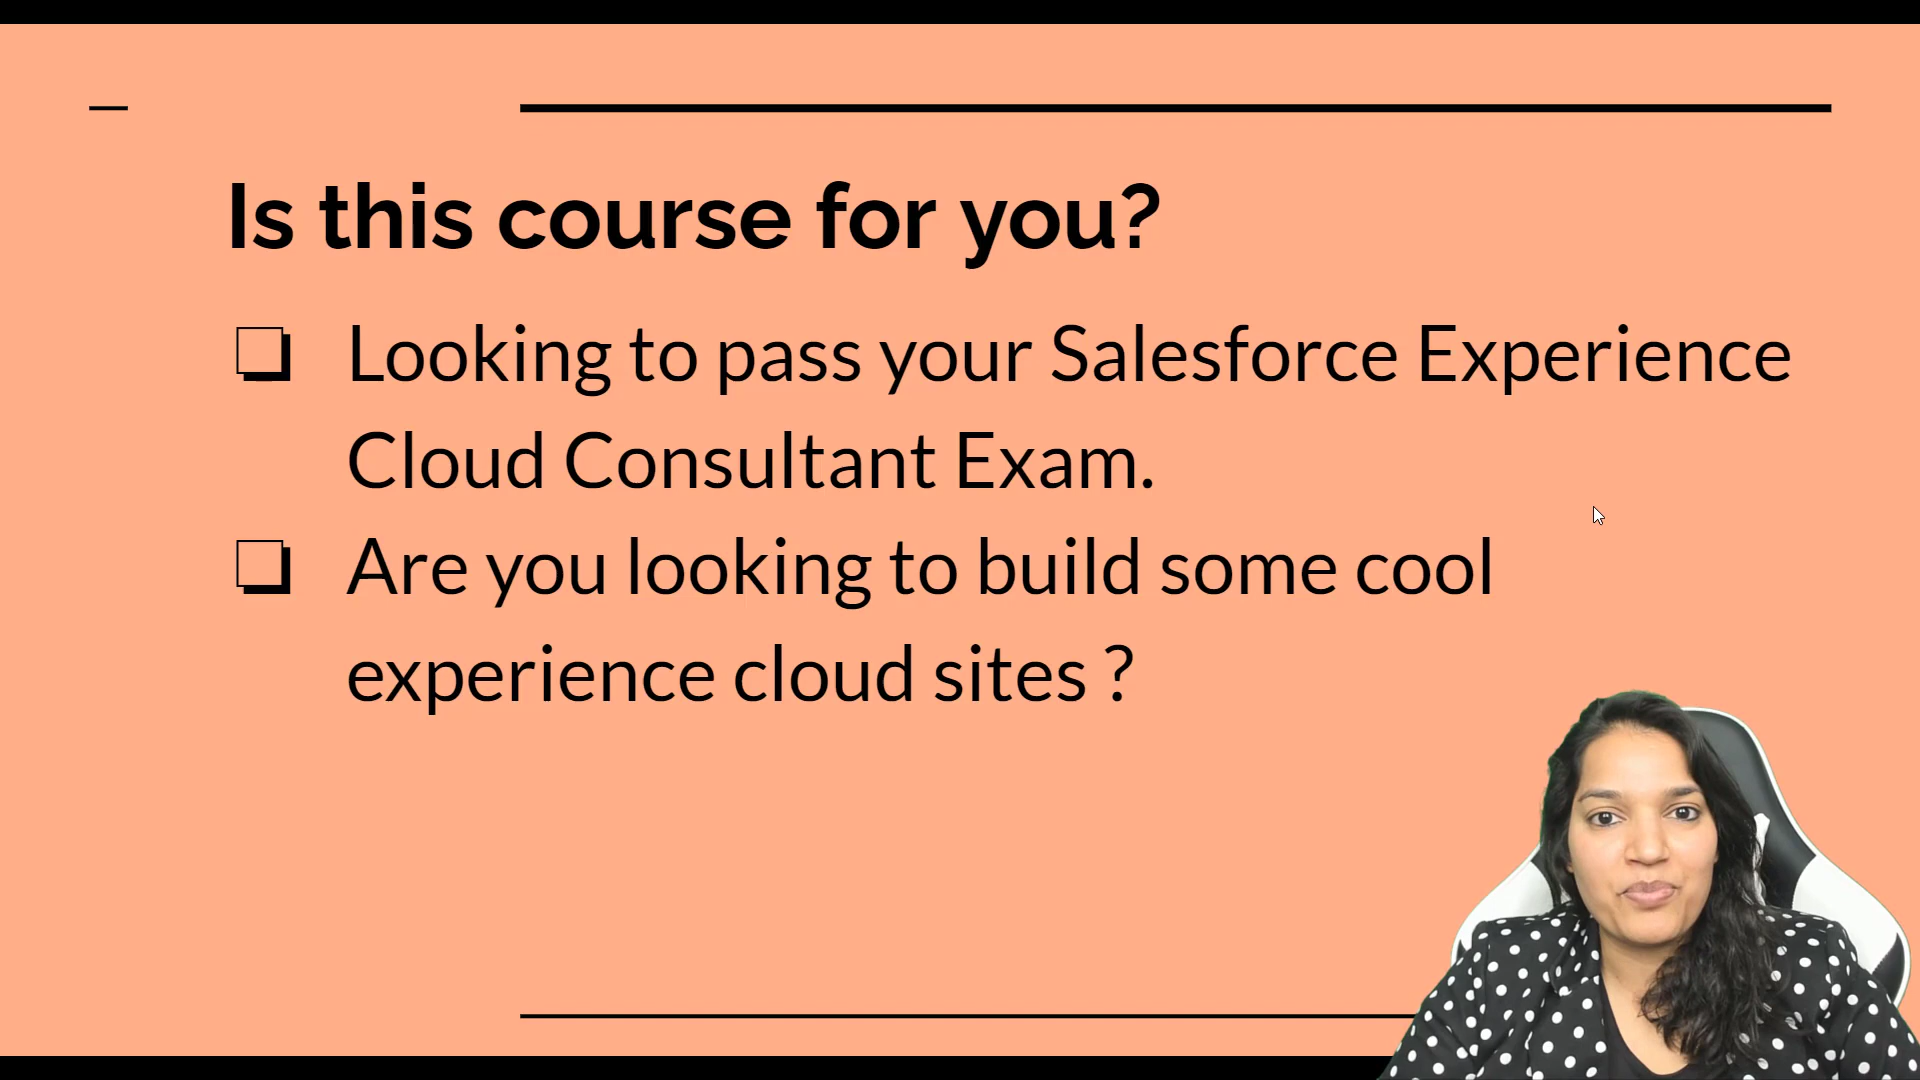 Is this course for you?
Looking to pass your Salesforce Experience
Cloud Consultant Exam.
Are you looking to build some cool
experience cloud sites ?